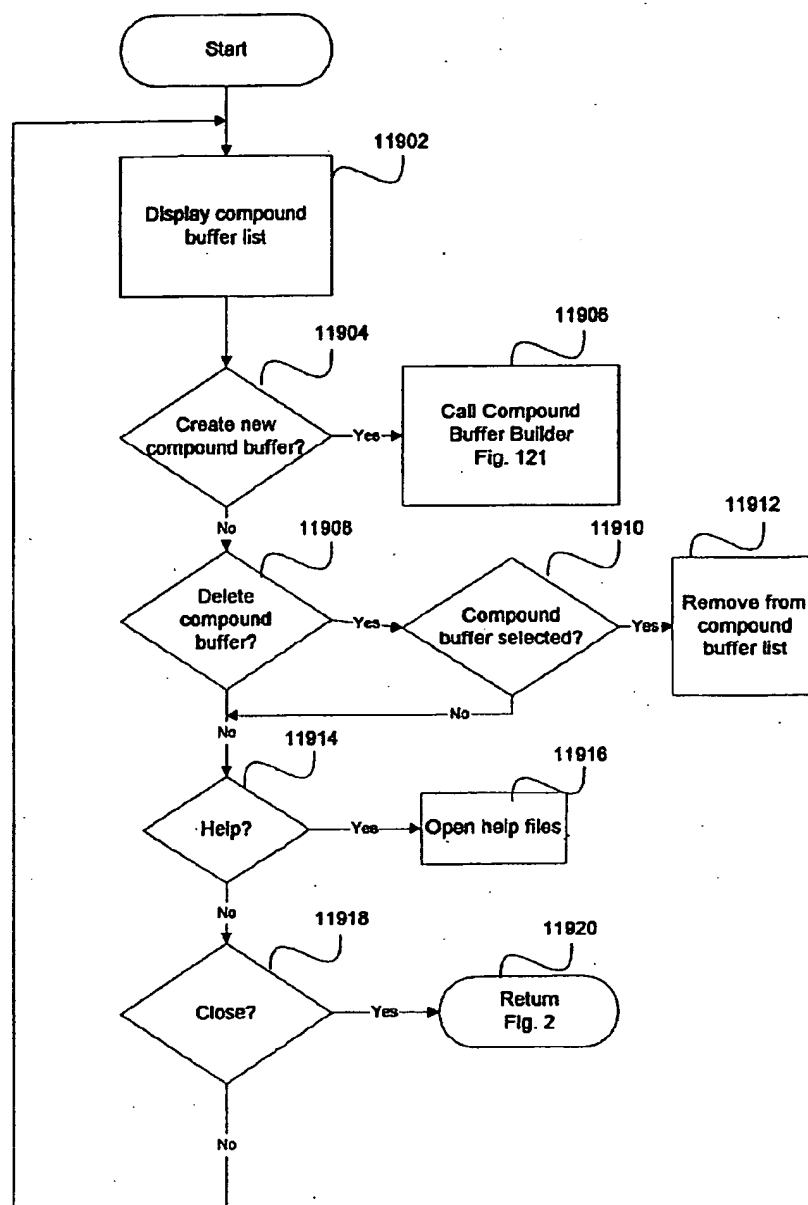 Start
11902
Display compound
buffer list
11904
11906
Create new
compound buffer?
Yes
Call Compound
Buffer Builder
Fig. 121
No
11908
11910
11912
Delete
compound
buffer?
Yes
Compound
buffer selected?
Yes
Remove from
compound
buffer list
No
No
11914
11916
Help?
Yes
Open help files
No
11918
11920
Close?
Yes
Return
Fig. 2
No